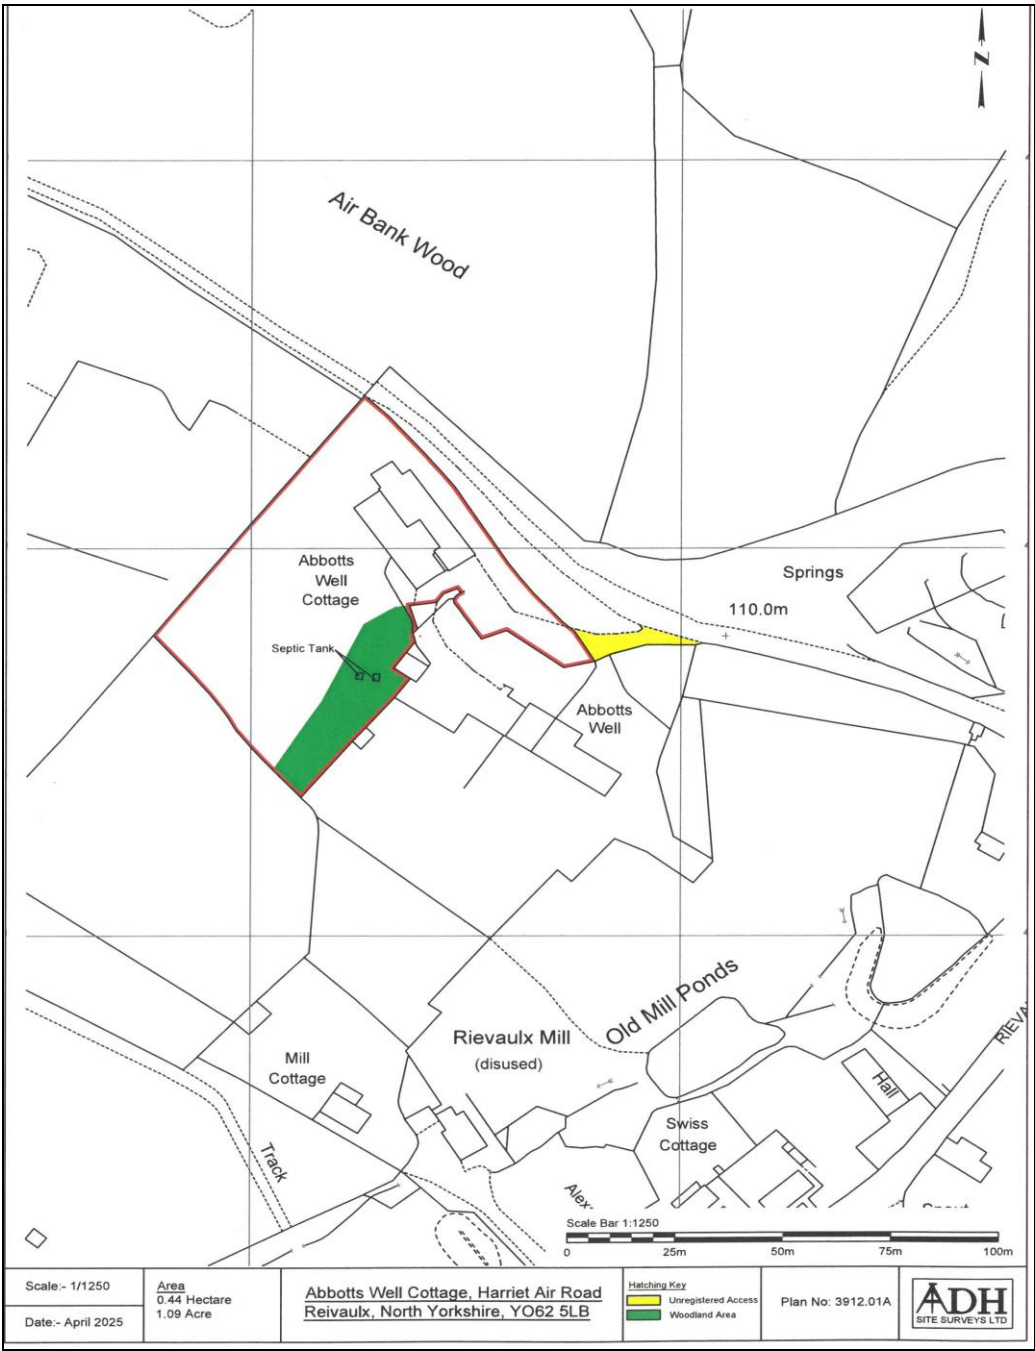 N
Air Bank Wood
Springs
110.0m
Abbotts
Well
Cottage
Septic Tank
Abbotts
Well
Old Mill Ponds
RIEVA
Rievaulx Mill
(disused)
Mill
Cottage
Hall
Swiss
Cottage
Track
Alex
Scale Bar 1:1250
0
25m
50m
75m
100m
Scale:- 1/1250
Date:- April 2025
Area
0.44 Hectare
1.09 Acre
Abbotts Well Cottage, Harriet Air Road
Reivaulx, North Yorkshire, YO62 5LB
Hatching Key
Unregistered Access
Woodland Area
Plan No: 3912.01A
ADH
SITE SURVEYS LTD